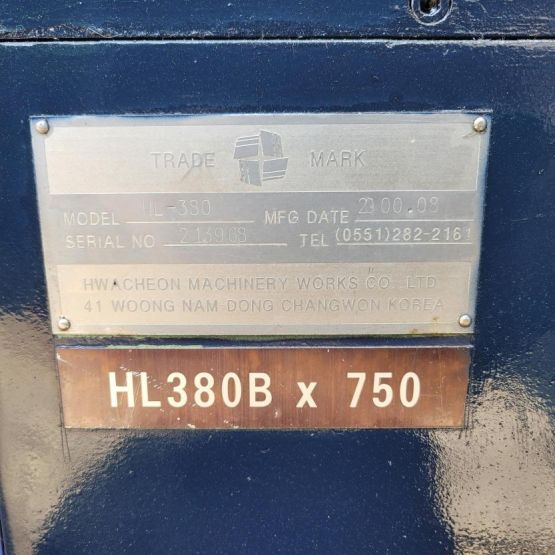 TRADE MARK
MODEL HL-380 MFG DATE 2000.08
SERIAL NO 213968 TEL (0551)282-2161
HWACHEON MACHINERY WORKS CO., LTD
41 WOONG NAM-DONG CHANGWON KOREA
HL380B x 750